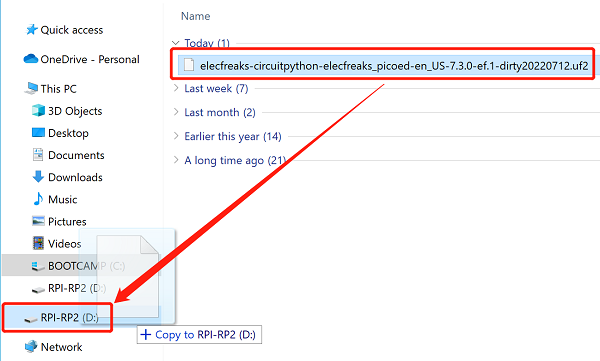 Name
Quick access
OneDrive - Personal
This PC
3D Objects
Desktop
Documents
Downloads
Music
Pictures
Videos
BOOTCAMP (C:)
RPI-RP2 (D:)
RPI-RP2 (D:)
Network
Today (1)
elecfreaks-circuitpython-elecfreaks_picoed-en_US-7.3.0-ef.1-dirty20220712.uf2
Last week (7)
Last month (2)
Earlier this year (14)
A long time ago (21)
Copy to RPI-RP2 (D:)